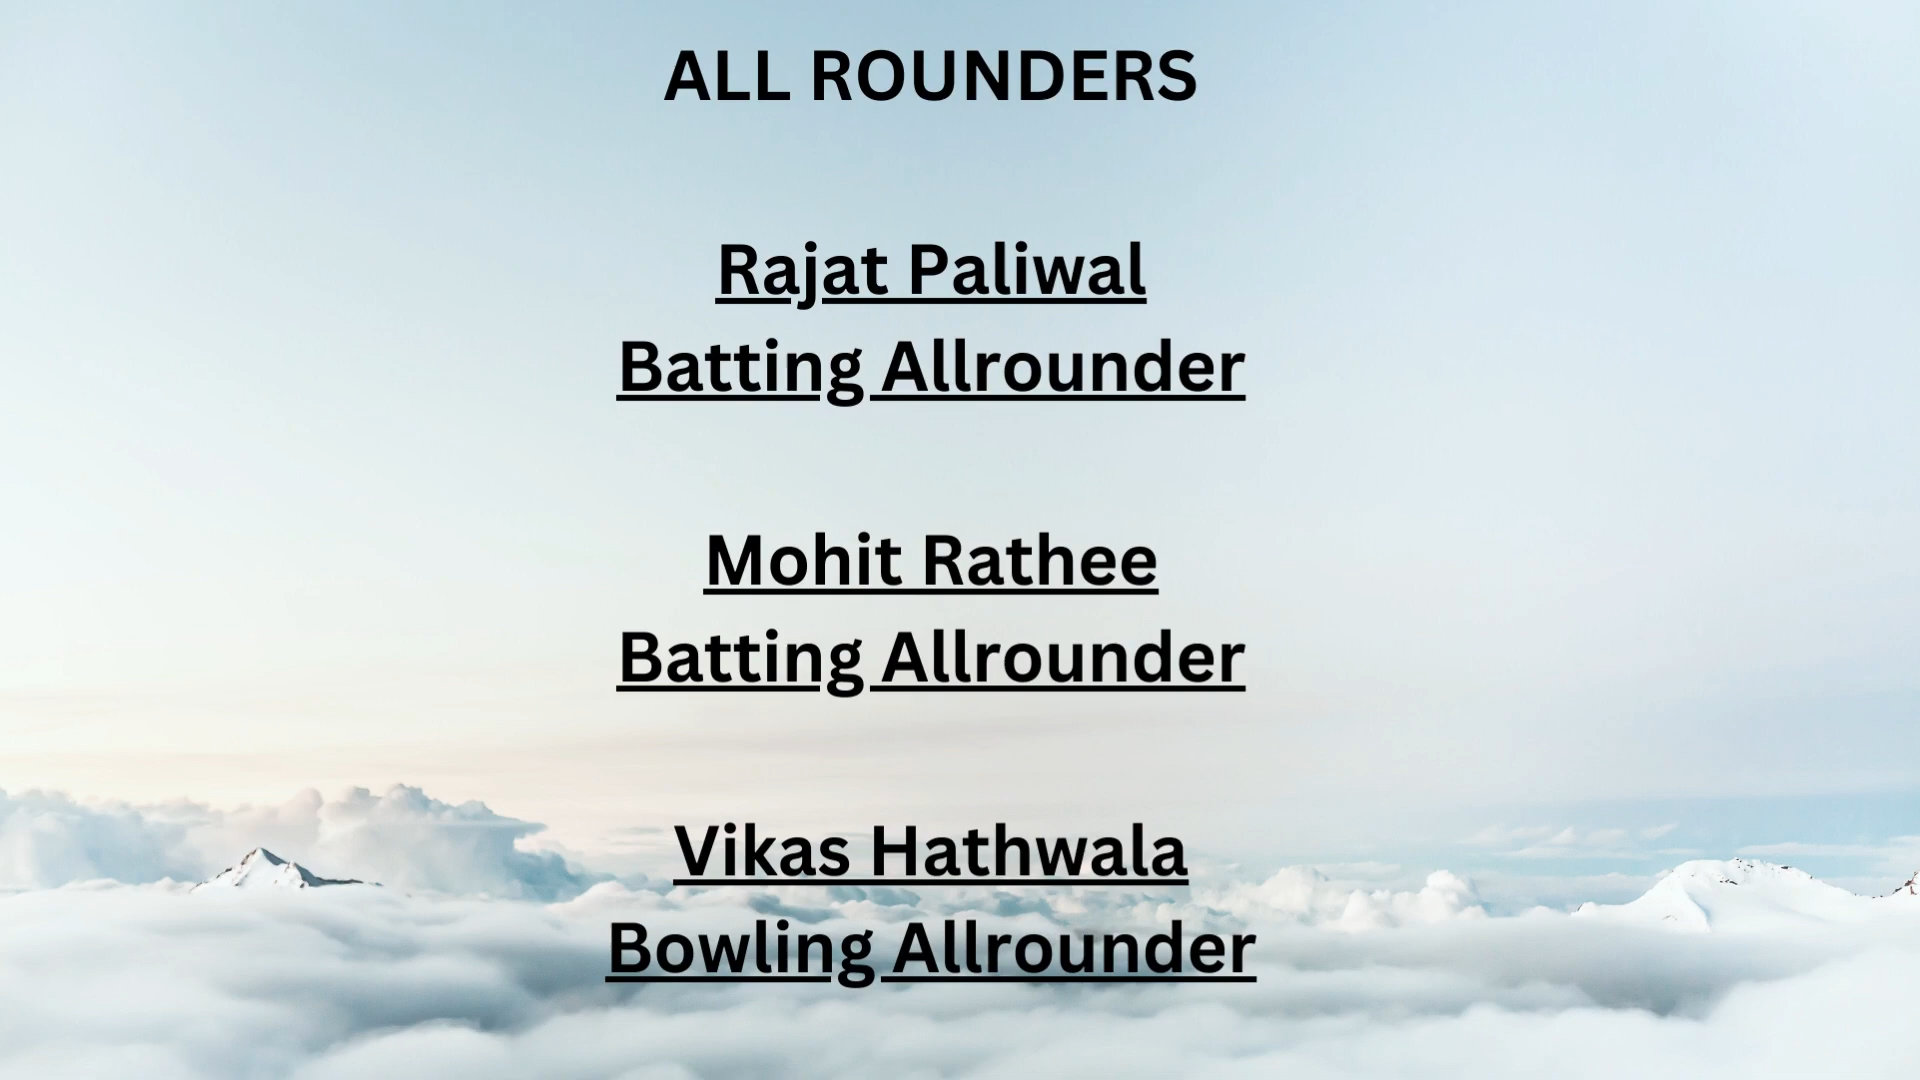 ALL ROUNDERS
Rajat Paliwal
Batting Allrounder
Mohit Rathee
Batting Allrounder
Vikas Hathwala
Bowling Allrounder